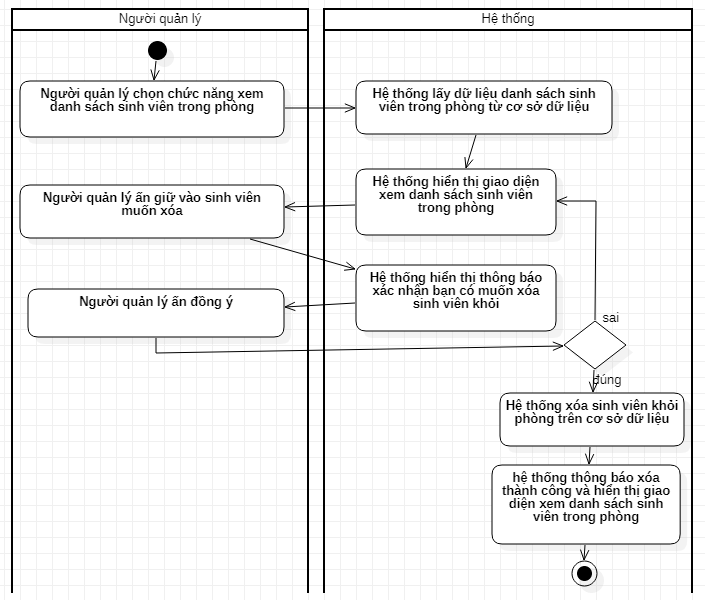 Người quản lý
Hệ thống
Người quản lý chọn chức năng xem
danh sách sinh viên trong phòng
Hệ thống lấy dữ liệu danh sách sinh
viên trong phòng từ cơ sở dữ liệu
Hệ thống hiển thị giao diện
xem danh sách sinh viên
trong phòng
Người quản lý ấn giữ vào sinh viên
muốn xóa
Hệ thống hiển thị thông báo
xác nhận bạn có muốn xóa
sinh viên khỏi
Người quản lý ấn đồng ý
sai
đúng
Hệ thống xóa sinh viên khỏi
phòng trên cơ sở dữ liệu
hệ thống thông báo xóa
thành công và hiển thị giao
diện xem danh sách sinh
viên trong phòng